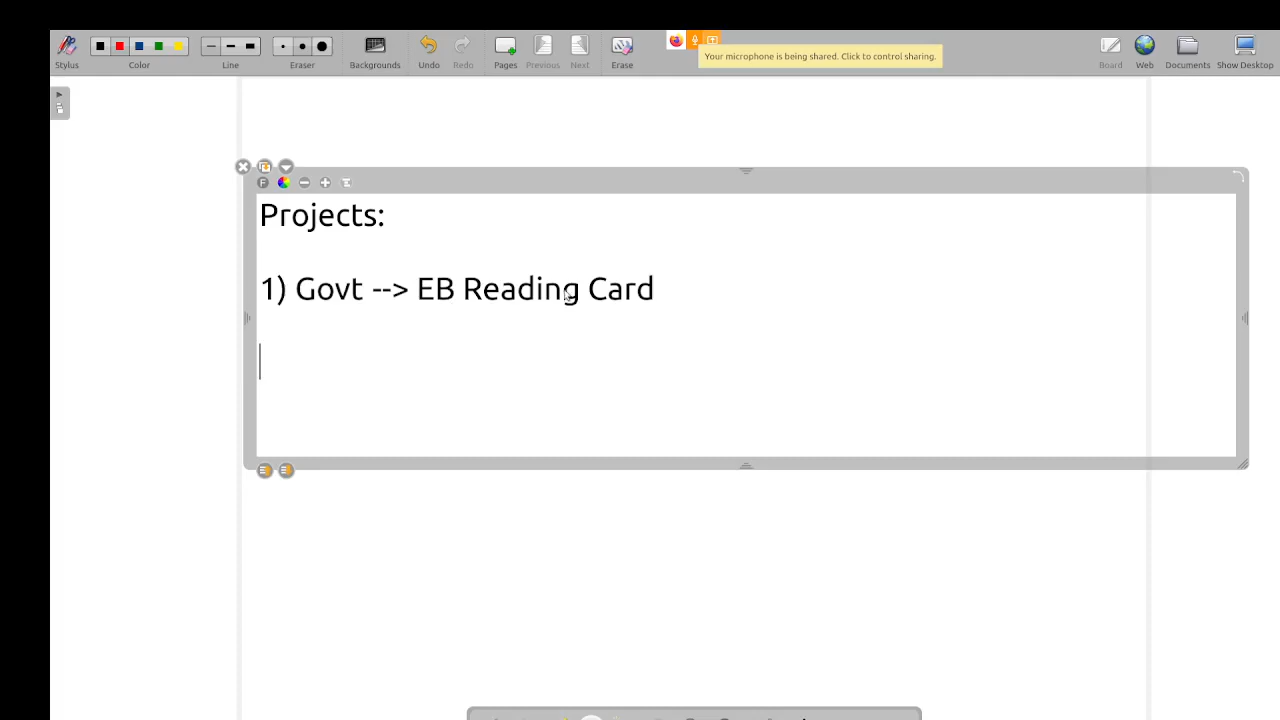 Stylus Color Line Eraser Backgrounds Undo Redo Pages Previous Next Erase Board Web Documents Show Desktop
Your microphone is being shared. Click to control sharing.
F
Projects:
1) Govt --> EB Reading Card